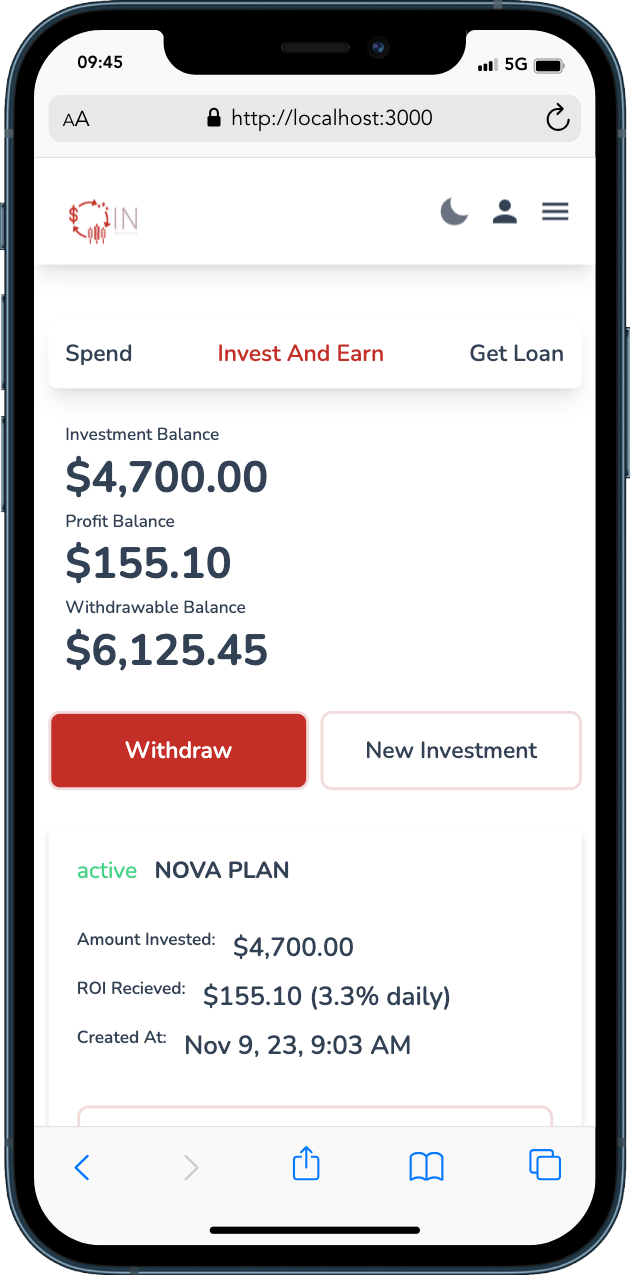 09:45 5G
AA http://localhost:3000
$ IN
Spend Invest And Earn Get Loan
Investment Balance
$4,700.00
Profit Balance
$155.10
Withdrawable Balance
$6,125.45
Withdraw New Investment
active NOVA PLAN
Amount Invested: $4,700.00
ROI Recieved: $155.10 (3.3% daily)
Created At: Nov 9, 23, 9:03 AM